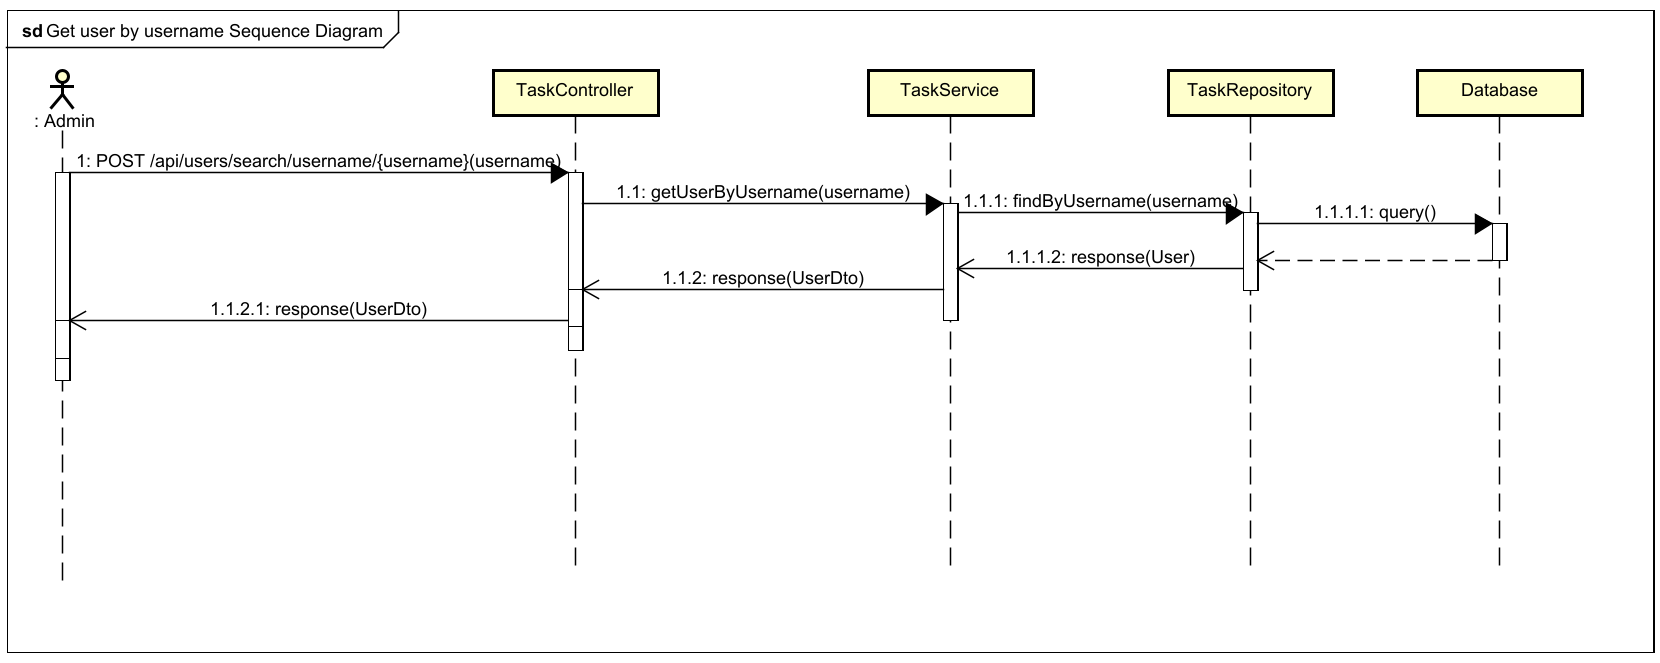 sd Get user by username Sequence Diagram
: Admin
TaskController
TaskService
TaskRepository
Database
1: POST /api/users/search/username/{username}(username)
1.1: getUserByUsername(username)
1.1.1: findByUsername(username)
1.1.1.1: query()
1.1.1.2: response(User)
1.1.2: response(UserDto)
1.1.2.1: response(UserDto)